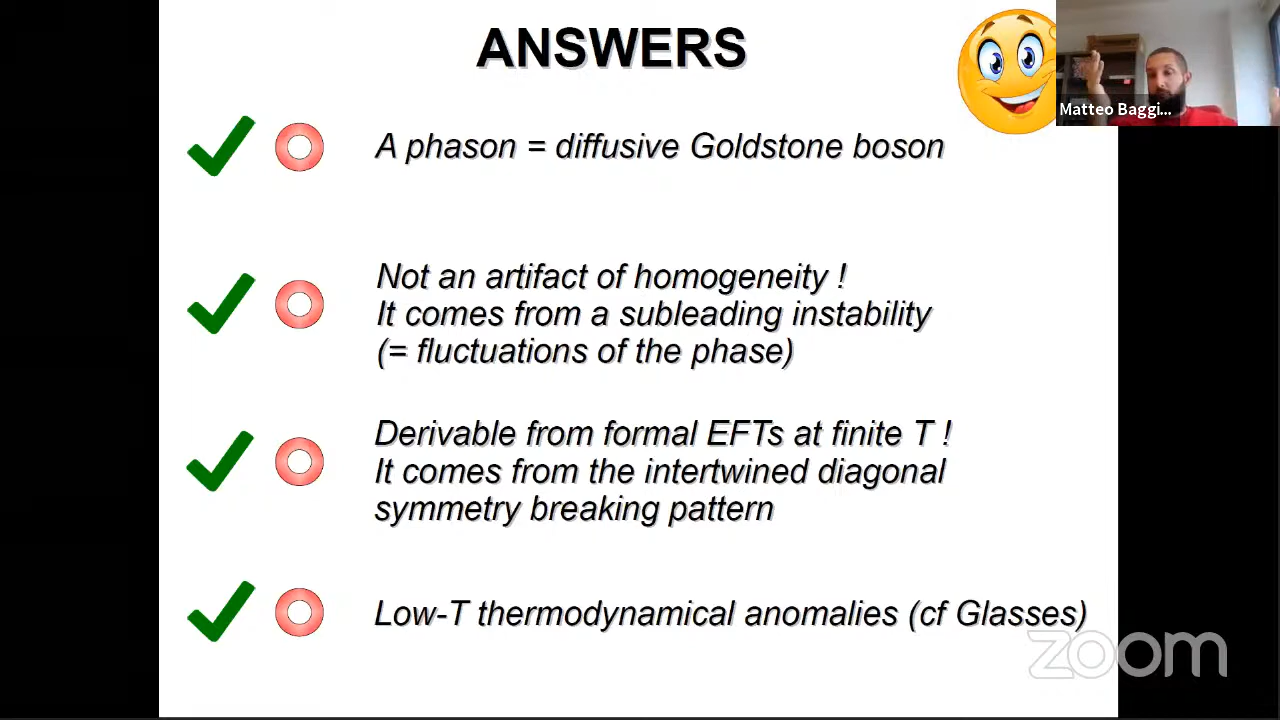 ANSWERS
Matteo Baggi...
A phason = diffusive Goldstone boson
Not an artifact of homogeneity !
It comes from a subleading instability
(= fluctuations of the phase)
Derivable from formal EFTs at finite T !
It comes from the intertwined diagonal
symmetry breaking pattern
Low-T thermodynamical anomalies (cf Glasses)
zoom